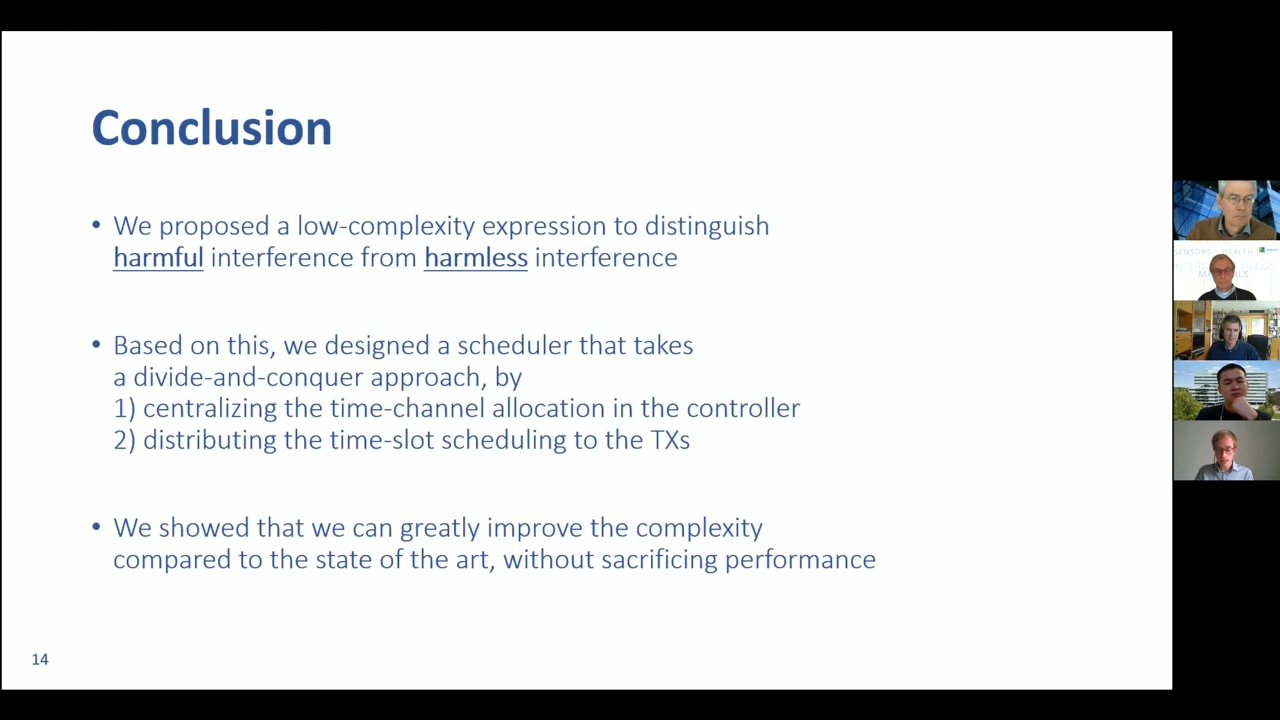 Conclusion
• We proposed a low-complexity expression to distinguish
harmful interference from harmless interference
• Based on this, we designed a scheduler that takes
a divide-and-conquer approach, by
1) centralizing the time-channel allocation in the controller
2) distributing the time-slot scheduling to the TXs
• We showed that we can greatly improve the complexity
compared to the state of the art, without sacrificing performance
14
SENSORS HEALTH